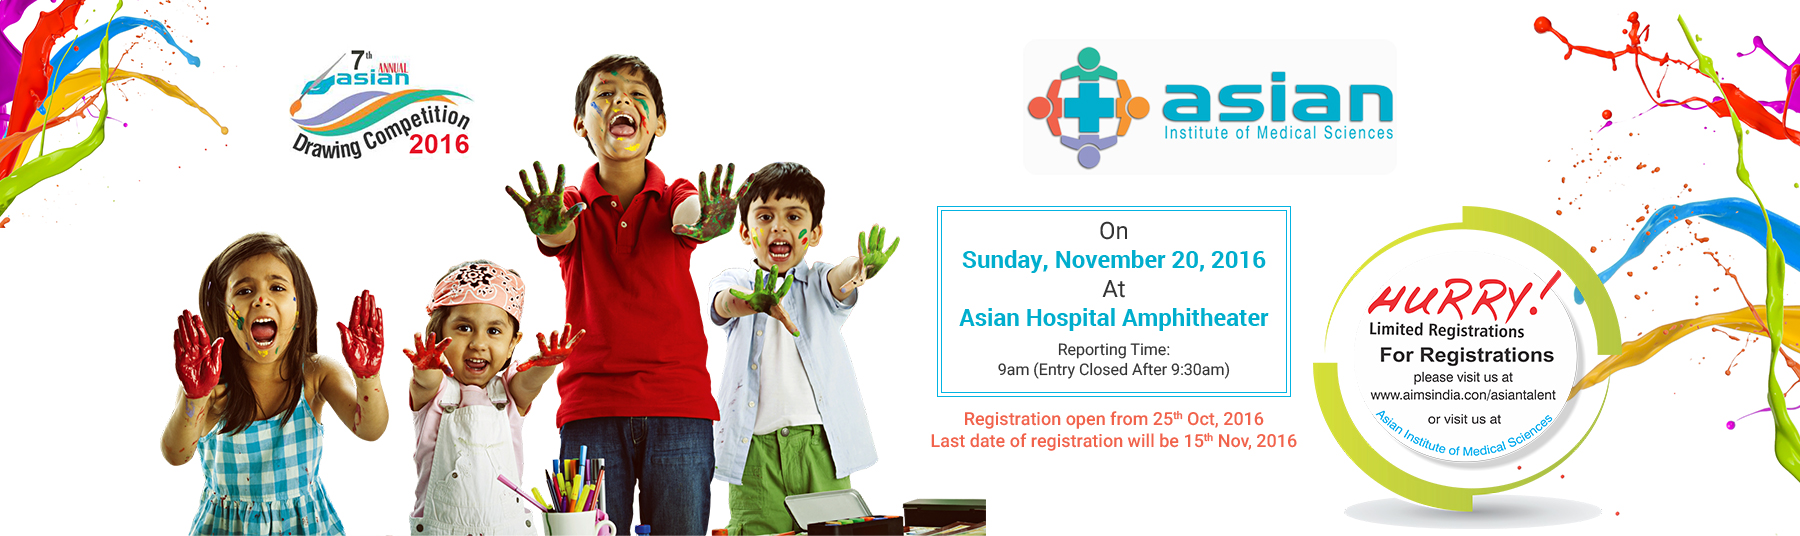 7th ANNUAL
asian
Drawing Competition
2016
asian
Institute of Medical Sciences
On
Sunday, November 20, 2016
At
Asian Hospital Amphitheater
Reporting Time:
9am (Entry Closed After 9:30am)
Registration open from 25th Oct, 2016
Last date of registration will be 15th Nov, 2016
HURRY!
Limited Registrations
For Registrations
please visit us at
www.aimsindia.con/asiantalent
or visit us at
Asian Institute of Medical Sciences